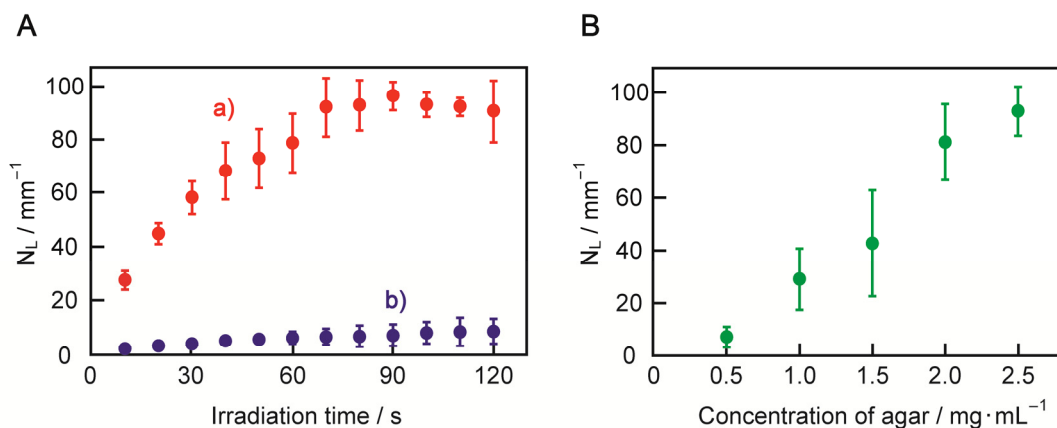 A
B
N_L / mm⁻¹
100
80
60
40
20
0
a)
b)
0
30
60
90
120
Irradiation time / s
N_L / mm⁻¹
100
80
60
40
20
0
0
0.5
1.0
1.5
2.0
2.5
Concentration of agar / mg·mL⁻¹